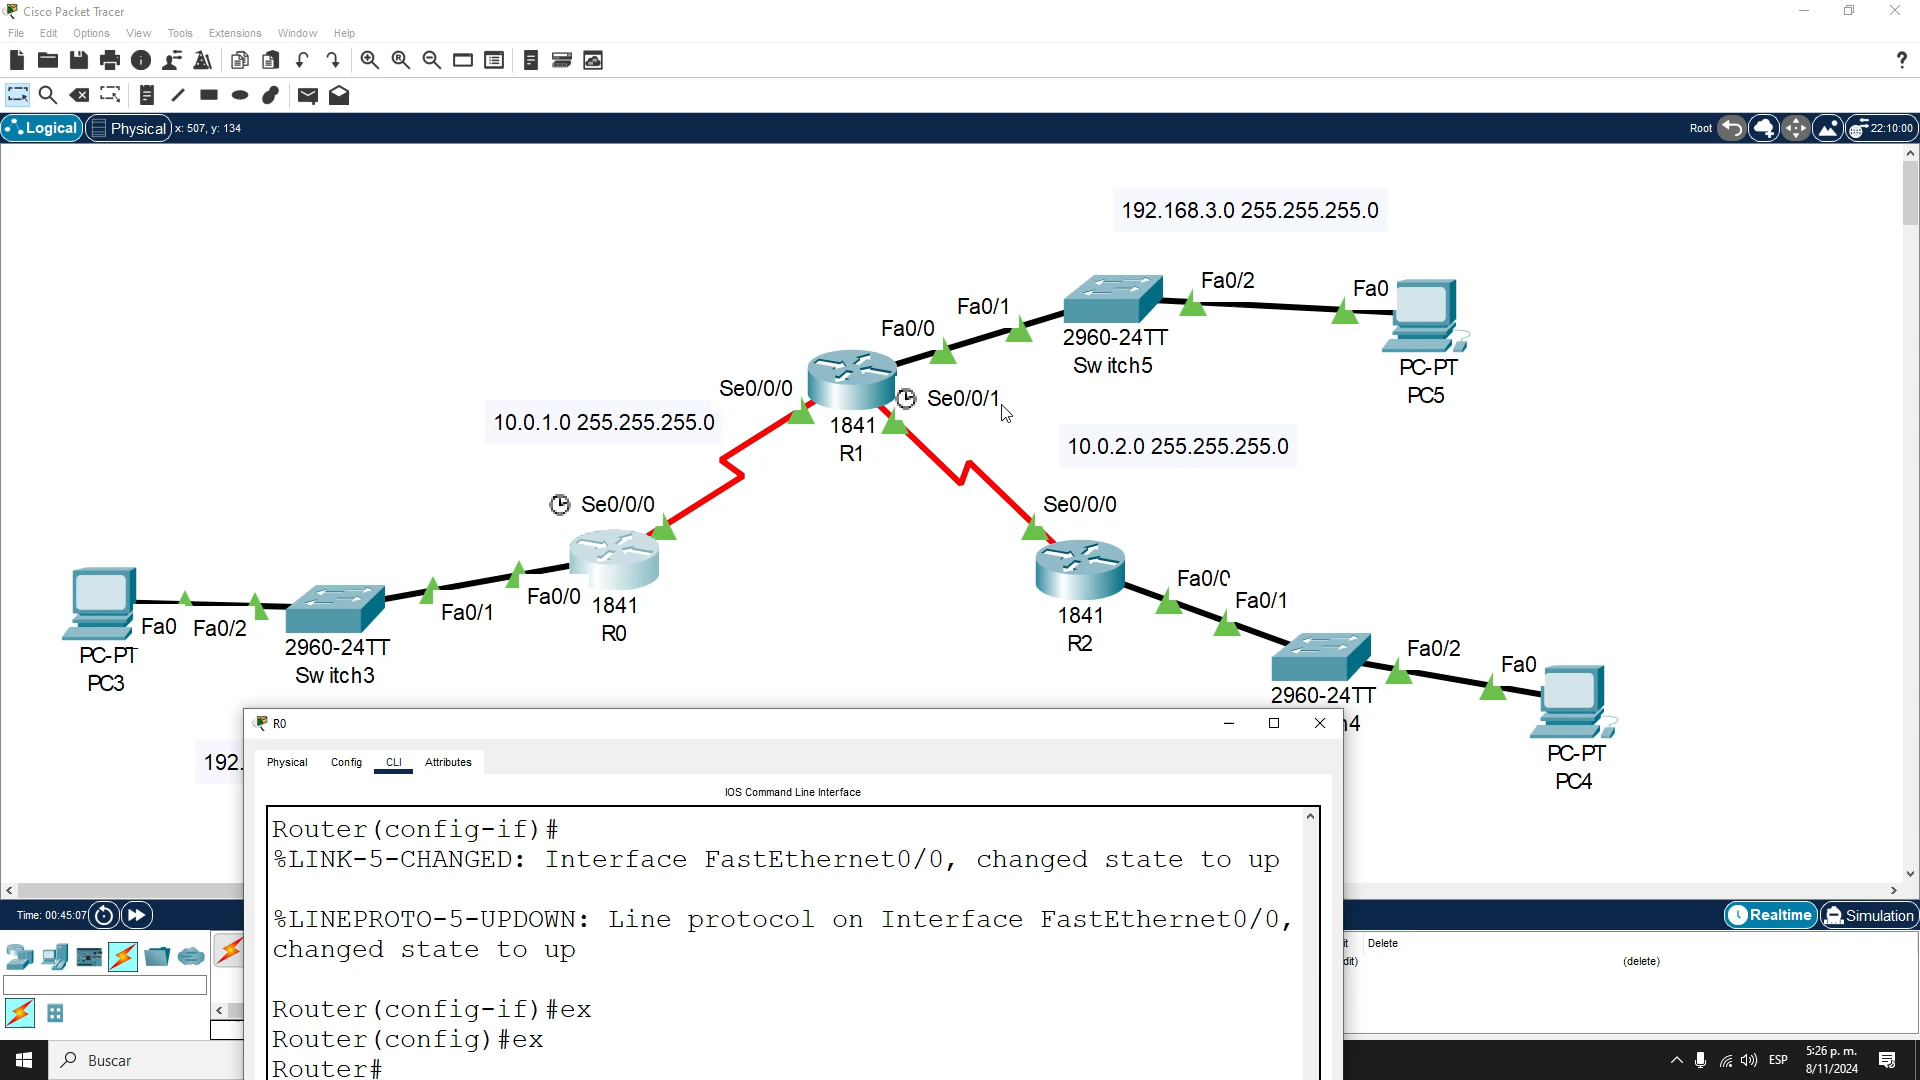 Cisco Packet Tracer
File Edit Options View Tools Extensions Window Help
?
Logical Physical x: 507, y: 134 Root 22:10:00
192.168.3.0 255.255.255.0
Fa0/2 Fa0
Fa0/1
Fa0/0
2960-24TT
Switch5
PC-PT
PC5
Se0/0/0
Se0/0/1
10.0.1.0 255.255.255.0
1841
R1
10.0.2.0 255.255.255.0
Se0/0/0
Se0/0/0
Fa0/0
Fa0/1
Fa0 Fa0/2
Fa0/1
Fa0/0
1841
R0
1841
R2
PC-PT
PC3
2960-24TT
Switch3
Fa0/2
Fa0
2960-24TT
h4
PC-PT
PC4
192.
R0
Physical Config CLI Attributes
IOS Command Line Interface
Router(config-if)#
%LINK-5-CHANGED: Interface FastEthernet0/0, changed state to up
%LINEPROTO-5-UPDOWN: Line protocol on Interface FastEthernet0/0,
changed state to up
Router(config-if)#ex
Router(config)#ex
Router#
Time: 00:45:07
Realtime Simulation
it Delete
dit) (delete)
Buscar
ESP
5:26 p. m.
8/11/2024